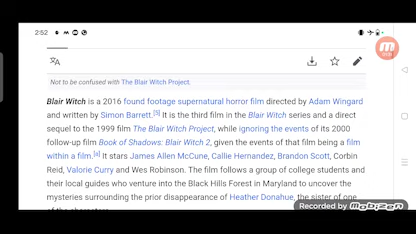 2:52
Not to be confused with The Blair Witch Project.
Blair Witch is a 2016 found footage supernatural horror film directed by Adam Wingard
and written by Simon Barrett.[5] It is the third film in the Blair Witch series and a direct
sequel to the 1999 film The Blair Witch Project, while ignoring the events of its 2000
follow-up film Book of Shadows: Blair Witch 2, given the events of that film being a film
within a film.[6] It stars James Allen McCune, Callie Hernandez, Brandon Scott, Corbin
Reid, Valorie Curry and Wes Robinson. The film follows a group of college students and
their local guides who venture into the Black Hills Forest in Maryland to uncover the
mysteries surrounding the prior disappearance of Heather Donahue, the sister of one
of the characters.
Recorded by
MOBIZEN